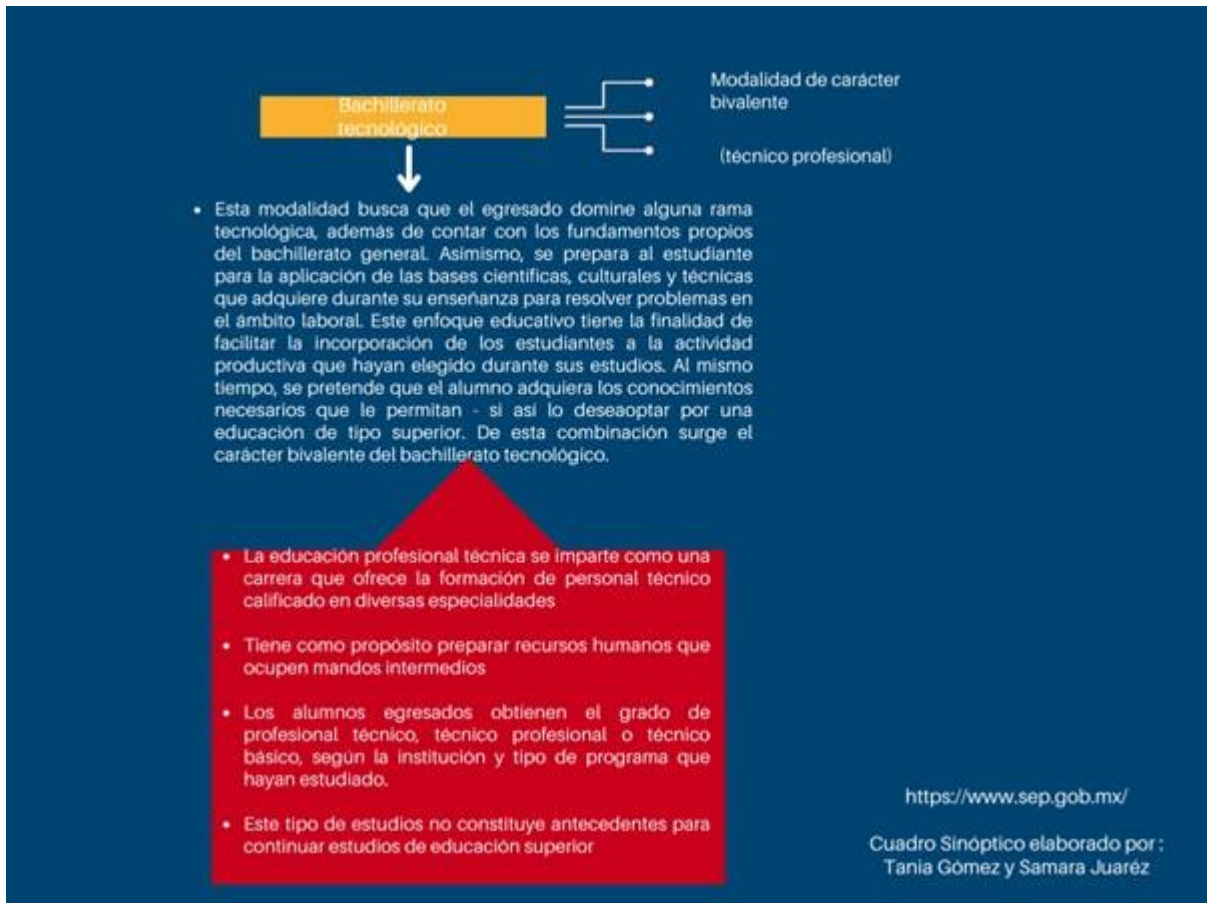 Bachillerato
tecnológico
Modalidad de carácter
bivalente
(técnico profesional)
• Esta modalidad busca que el egresado domine alguna rama
tecnológica, además de contar con los fundamentos propios
del bachillerato general. Asimismo, se prepara al estudiante
para la aplicación de las bases científicas, culturales y técnicas
que adquiere durante su enseñanza para resolver problemas en
el ámbito laboral. Este enfoque educativo tiene la finalidad de
facilitar la incorporación de los estudiantes a la actividad
productiva que hayan elegido durante sus estudios. Al mismo
tiempo, se pretende que el alumno adquiera los conocimientos
necesarios que le permitan - si así lo deseaoptar por una
educación de tipo superior. De esta combinación surge el
carácter bivalente del bachillerato tecnológico.
• La educación profesional técnica se imparte como una
carrera que ofrece la formación de personal técnico
calificado en diversas especialidades
• Tiene como propósito preparar recursos humanos que
ocupen mandos intermedios
• Los alumnos egresados obtienen el grado de
profesional técnico, técnico profesional o técnico
básico, según la institución y tipo de programa que
hayan estudiado.
• Este tipo de estudios no constituye antecedentes para
continuar estudios de educación superior
https://www.sep.gob.mx/
Cuadro Sinóptico elaborado por :
Tania Gómez y Samara Juaréz